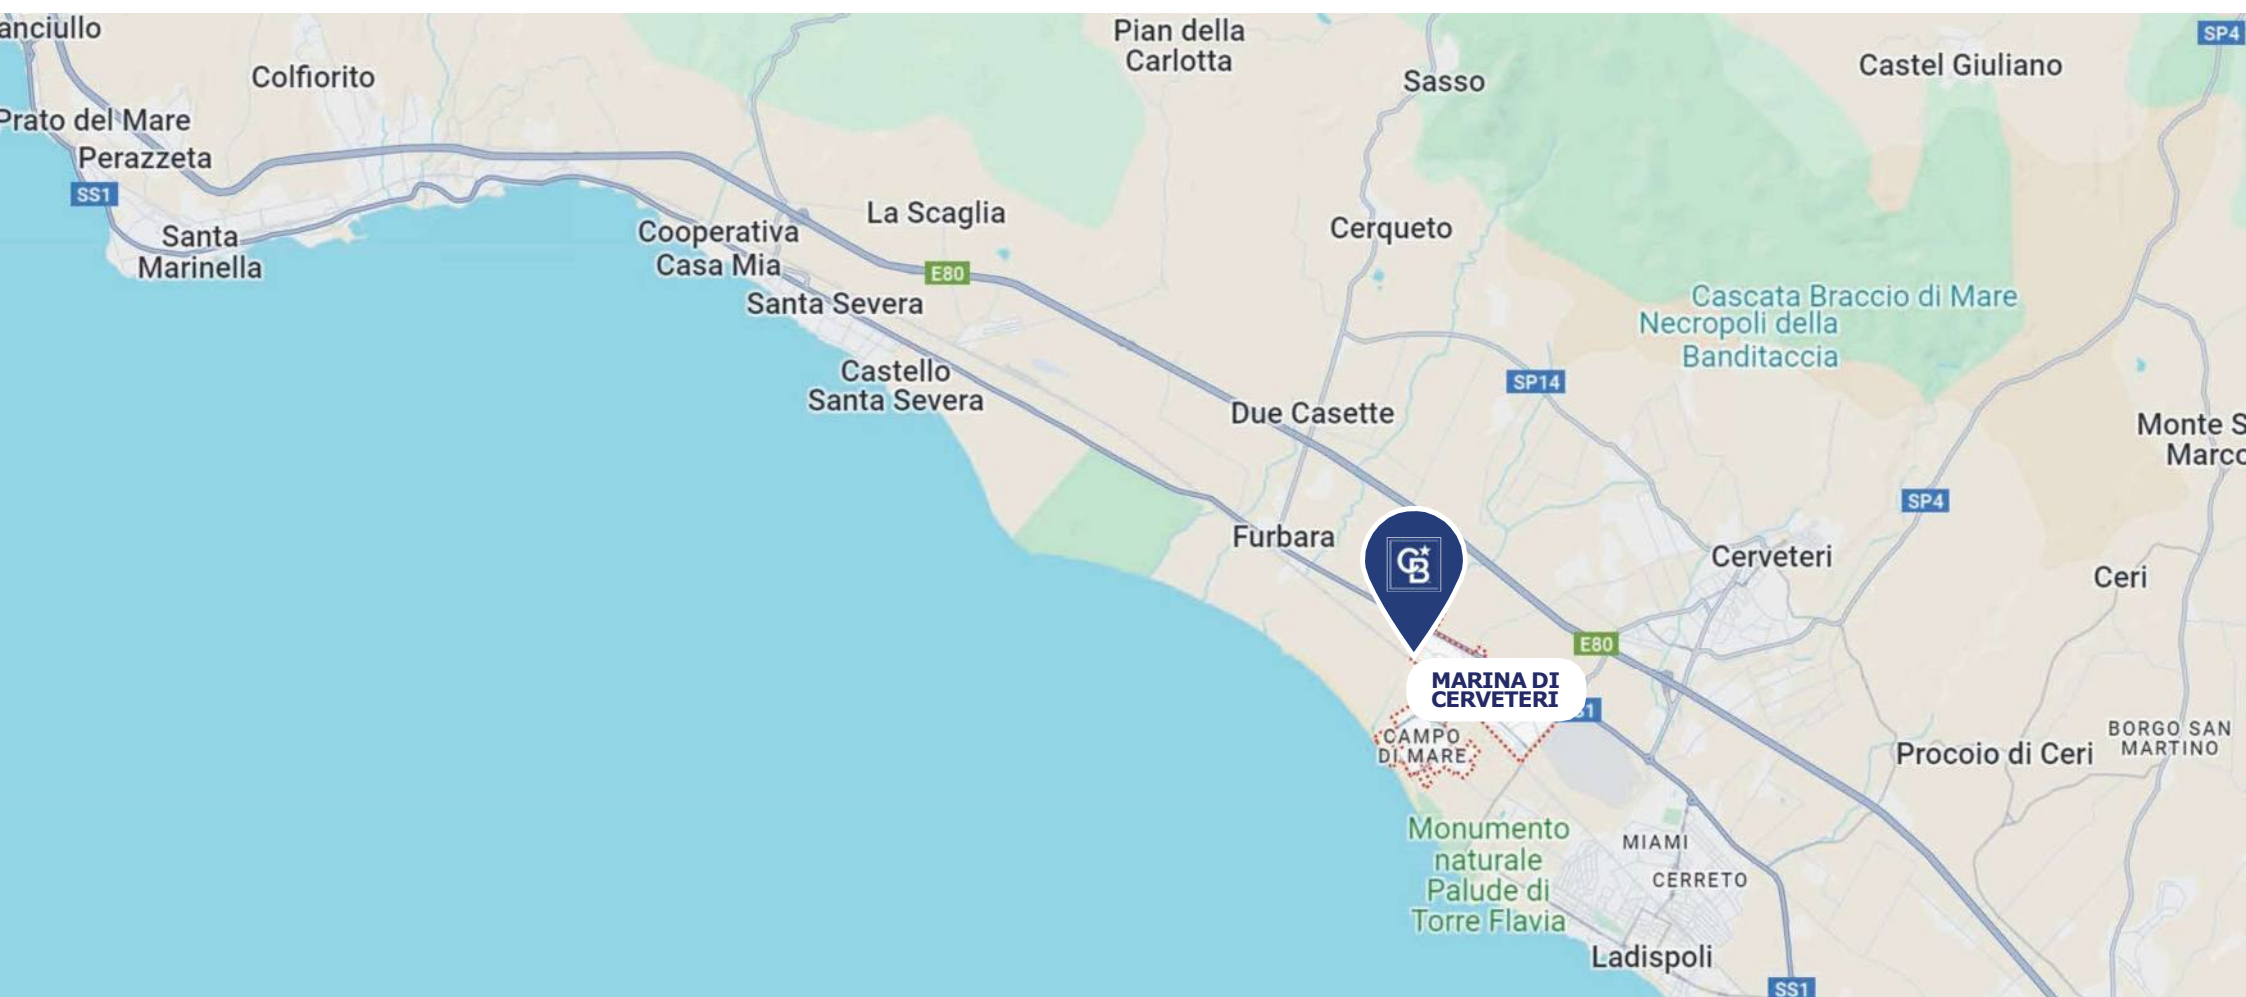 anciullo
Pian della
Carlotta
SP4
Colfiorito
Sasso
Castel Giuliano
Prato del Mare
Perazzeta
SS1
La Scaglia
Cooperativa
Casa Mia
Cerqueto
Santa
Marinella
E80
Santa Severa
Cascata Braccio di Mare
Necropoli della
Banditaccia
Castello
Santa Severa
SP14
Due Casette
Monte S
Marco
SP4
Furbara
CB
Cerveteri
Ceri
E80
MARINA DI
CERVETERI
S1
CAMPO
DI MARE
Procoio di Ceri
BORGO SAN
MARTINO
Monumento
naturale
Palude di
Torre Flavia
MIAMI
CERRETO
Ladispoli
SS1